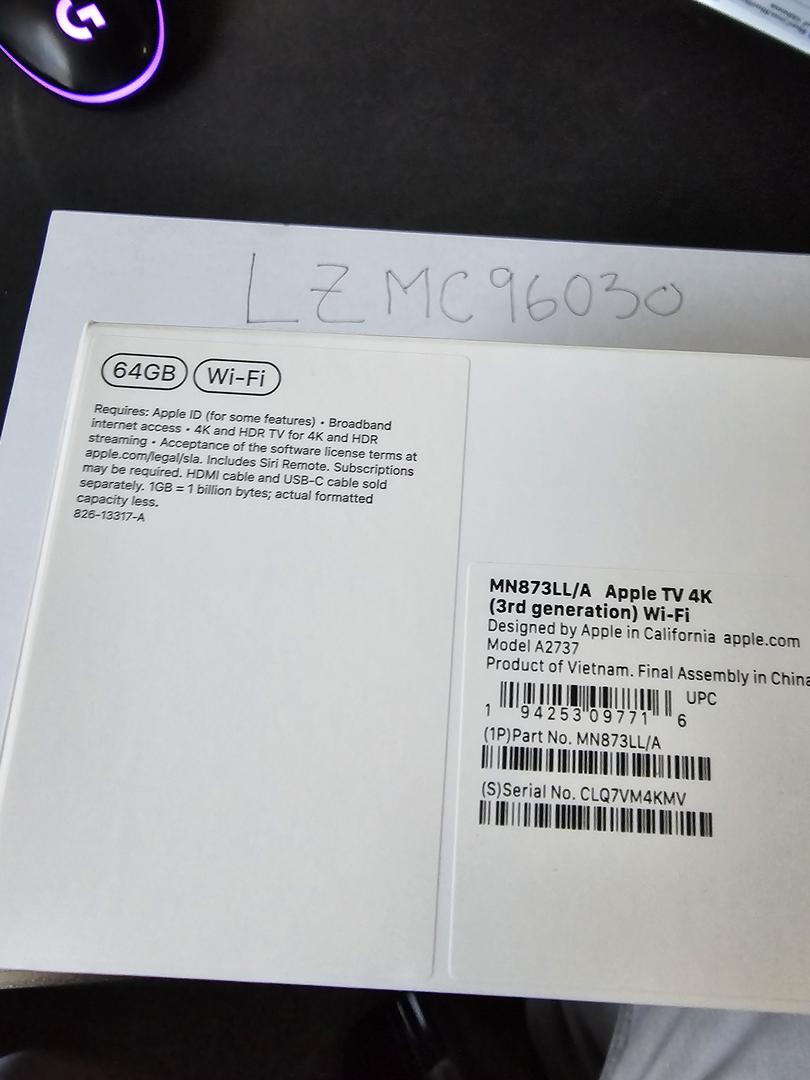 LZMC96030
64GB Wi-Fi
Requires: Apple ID (for some features) • Broadband
internet access • 4K and HDR TV for 4K and HDR
streaming • Acceptance of the software license terms at
apple.com/legal/sla. Includes Siri Remote. Subscriptions
may be required. HDMI cable and USB-C cable sold
separately. 1GB = 1 billion bytes; actual formatted
capacity less.
826-13317-A
MN873LL/A Apple TV 4K
(3rd generation) Wi-Fi
Designed by Apple in California apple.com
Model A2737
Product of Vietnam. Final Assembly in China
UPC
1 94253 09771 6
(1P)Part No. MN873LL/A
(S)Serial No. CLQ7VM4KMV